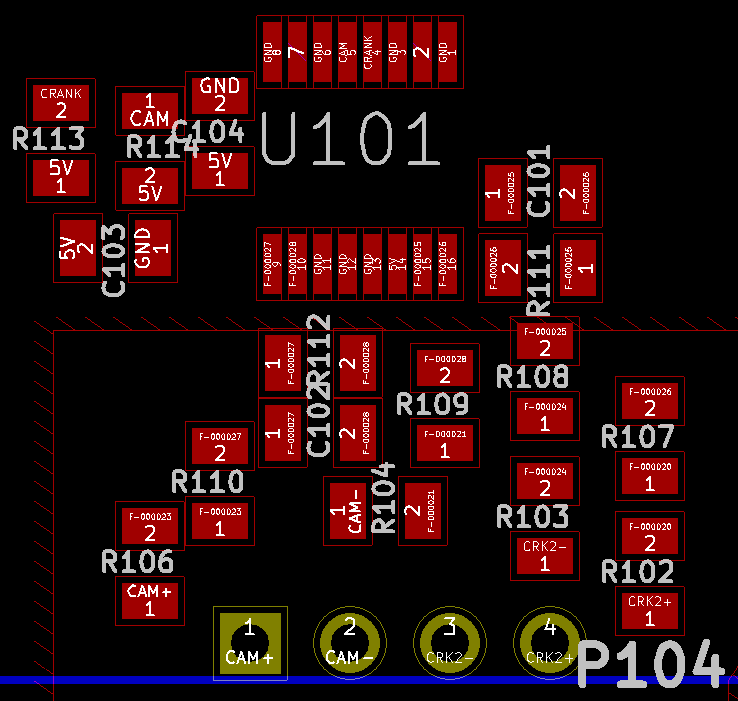 GND 8
7
GND 6
CAM 5
CRANK 4
GND 3
2
GND 1
CRANK
2
R113
5V
1
1
CAM
R114
2
5V
GND
2
C104
5V
1
U101
5V 2
C103
GND 1
F-000027 9
F-000028 10
GND 11
GND 12
GND 13
5V 14
F-000025 15
F-000026 16
1 F-000025
C101
2 F-000026
F-000026 2
R111
F-000026 1
1 F-000027
R112
2 F-000028
1 F-000027
C102
2 F-000028
F-000028
2
R109
F-000021
1
F-000025
2
R108
F-000024
1
F-000026
2
R107
F-000020
1
F-000027
2
R110
F-000023
1
1 CAM-
R104
2 F-000021
F-000024
2
R103
CRK2-
1
F-000020
2
R102
CRK2+
1
F-000023
2
R106
CAM+
1
1
CAM+
2
CAM-
3
CRK2-
4
CRK2+
P104